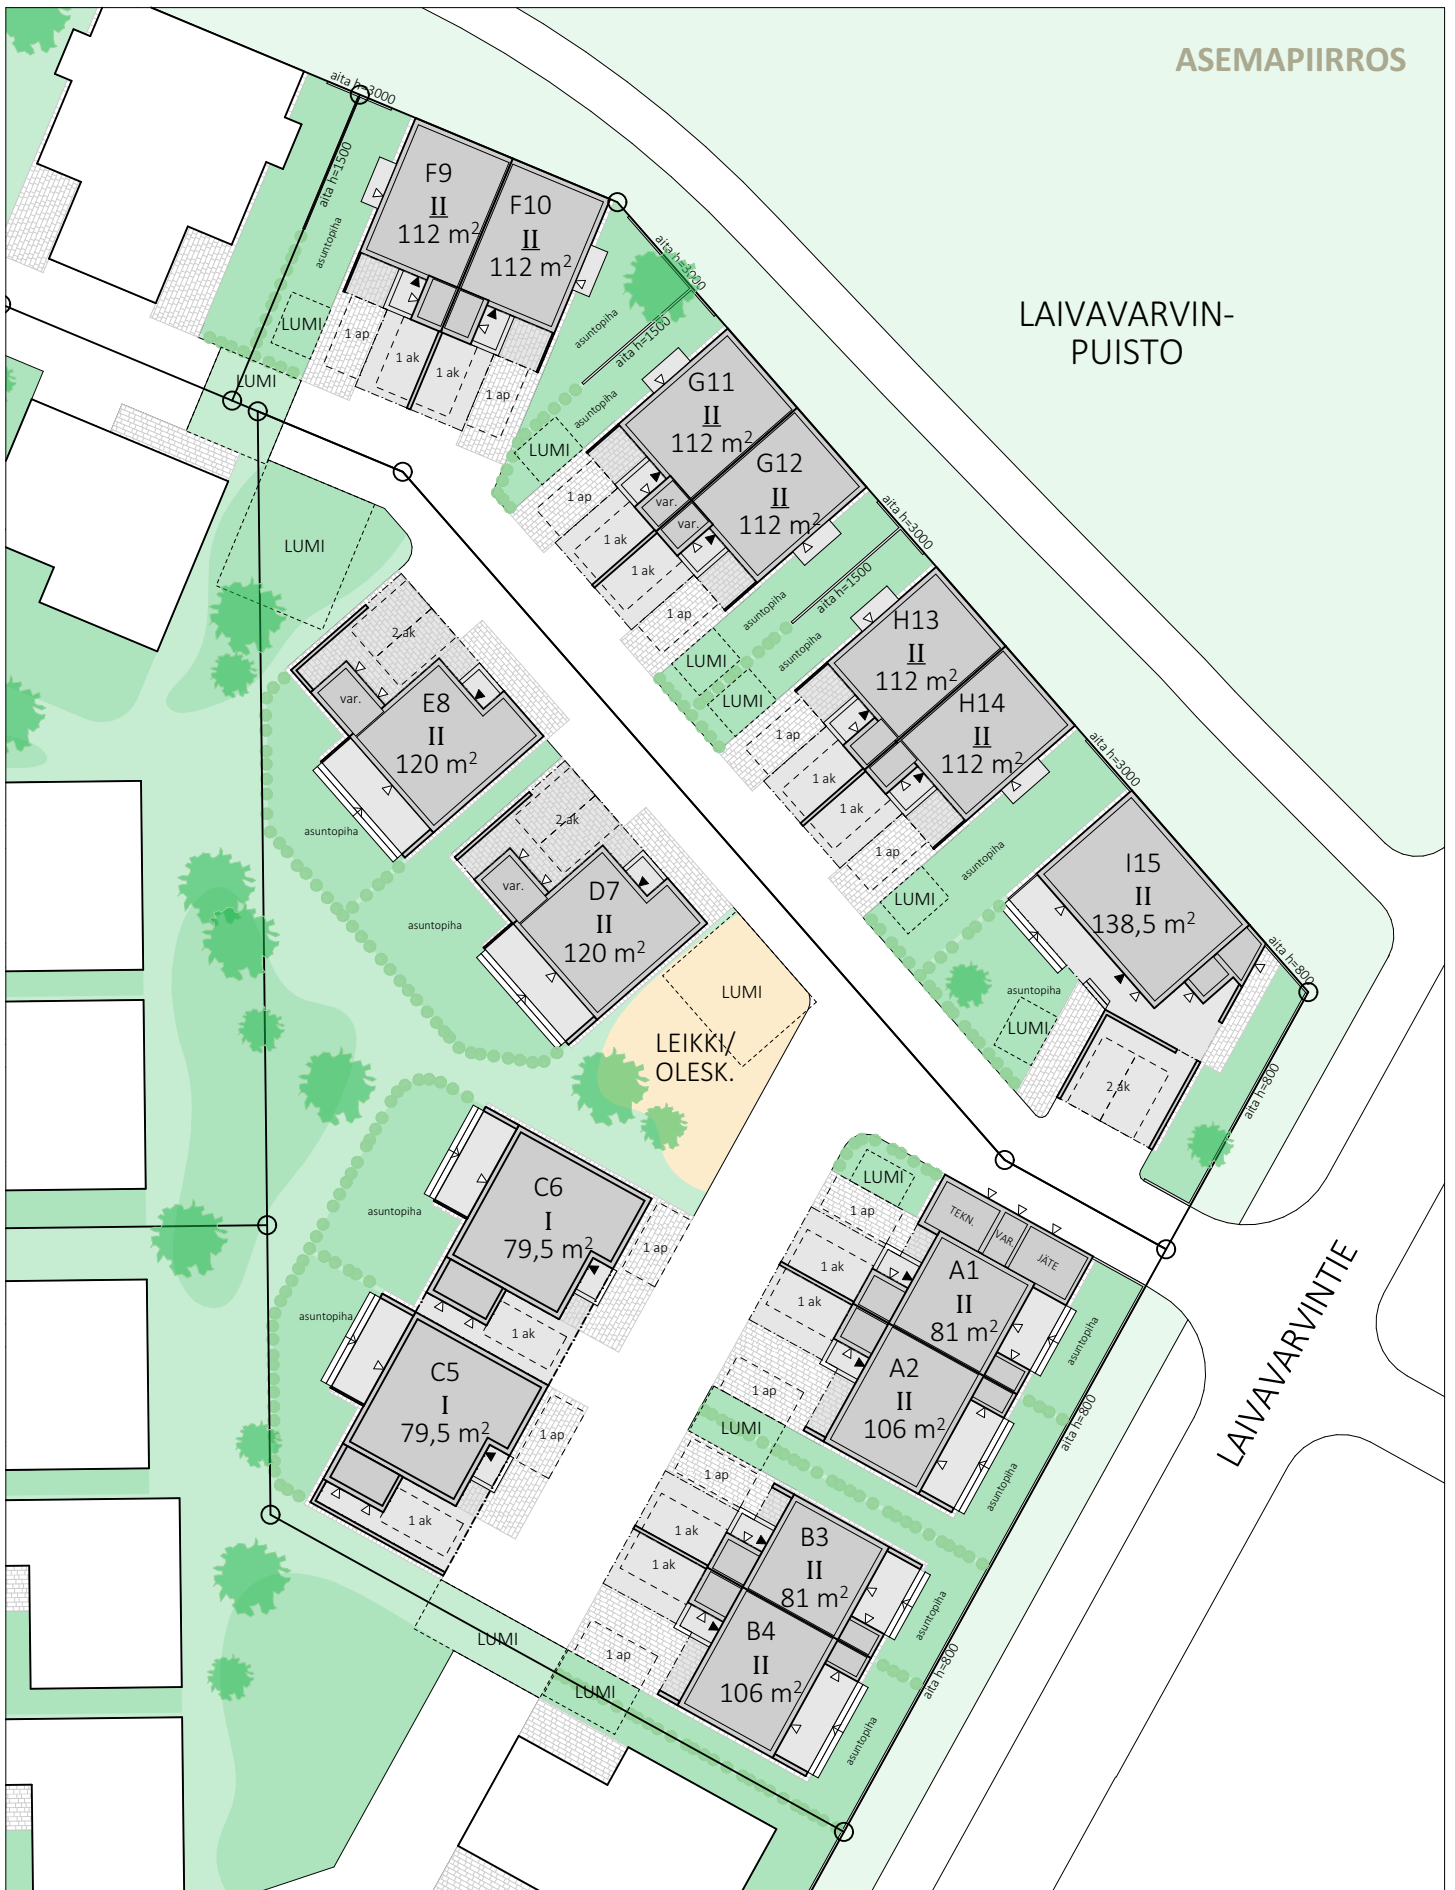 ASEMAPIIRROS
aita h=3000
aita h=1500
asuntopiha
F9
II
112 m²
F10
II
112 m²
LUMI
LUMI
1 ap
1 ak
1 ak
1 ap
aita h=3000
asuntopiha
aita h=1500
asuntopiha
LAIVAVARVIN-
PUISTO
G11
II
112 m²
G12
II
112 m²
LUMI
1 ap
var.
var.
1 ak
1 ak
1 ap
aita h=3000
aita h=1500
asuntopiha
asuntopiha
LUMI
LUMI
LUMI
H13
II
112 m²
H14
II
112 m²
1 ap
1 ak
1 ak
1 ap
aita h=3000
asuntopiha
LUMI
2 ak
var.
E8
II
120 m²
asuntopiha
2 ak
var.
D7
II
120 m²
asuntopiha
I15
II
138,5 m²
aita h=800
asuntopiha
LUMI
2 ak
aita h=800
LUMI
LEIKKI/
OLESK.
C6
I
79,5 m²
asuntopiha
1 ap
1 ak
asuntopiha
C5
I
79,5 m²
1 ap
1 ak
LUMI
1 ap
TEKN.
VAR.
JÄTE
A1
II
81 m²
1 ak
1 ak
A2
II
106 m²
1 ap
asuntopiha
aita h=800
asuntopiha
LAIVAVARVINTIE
LUMI
1 ap
1 ak
1 ak
B3
II
81 m²
B4
II
106 m²
1 ap
asuntopiha
aita h=800
asuntopiha
LUMI
LUMI